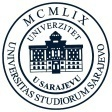 MCMLIX
UNIVERZITET
U SARAJEVU
UNIVERSITAS STUDIORUM SARAJEVO